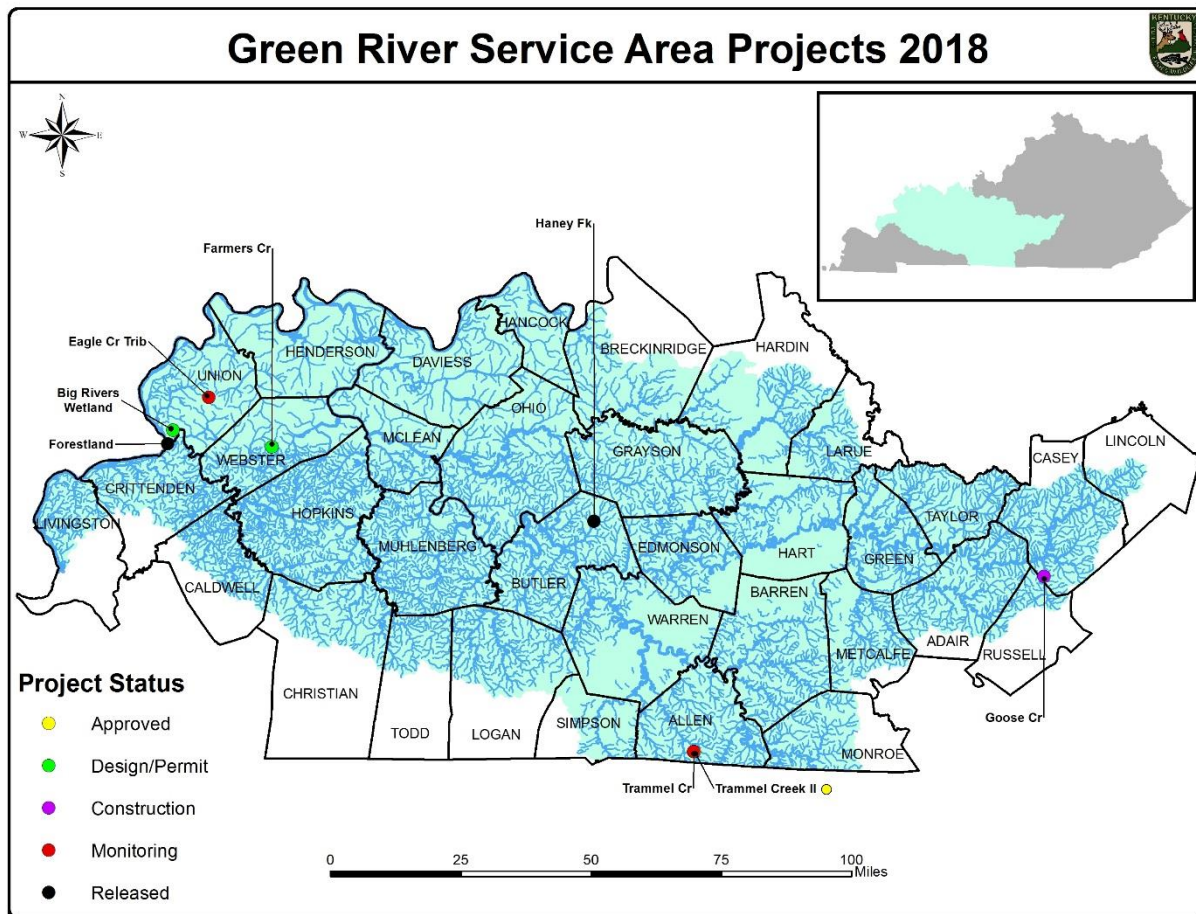 Green River Service Area Projects 2018
KENTUCKY
N
W
E
S
Haney Fk
Farmers Cr
HANCOCK
BRECKINRIDGE
HARDIN
Eagle Cr Trib
HENDERSON
DAVIESS
UNION
Big Rivers
Wetland
OHIO
MCLEAN
LINCOLN
Forestland
WEBSTER
GRAYSON
LARUE
CASEY
CRITTENDEN
LIVINGSTON
HOPKINS
TAYLOR
MUHLENBERG
EDMONSON
HART
GREEN
CALDWELL
BUTLER
BARREN
WARREN
ADAIR
METCALFE
RUSSELL
Project Status
CHRISTIAN
Approved
TODD
LOGAN
SIMPSON
ALLEN
Goose Cr
MONROE
Design/Permit
Trammel Cr
Trammel Creek II
Construction
Monitoring
0
25
50
75
100
Miles
Released